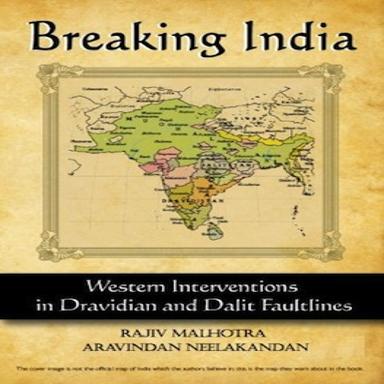 Breaking India
DRAVIDISTAN
Western Interventions
in Dravidian and Dalit Faultlines
RAJIV MALHOTRA
ARAVINDAN NEELAKANDAN
The cover image is not the official map of India which the authors believe in; this is the map they warn about in the book.